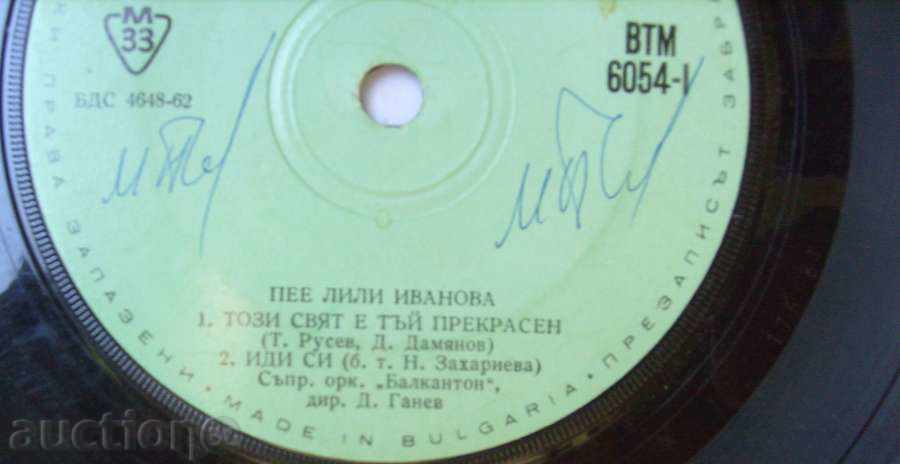 М
33
БДС 4648-62
ВТМ
6054-I
ПЕЕ ЛИЛИ ИВАНОВА
1. ТОЗИ СВЯТ Е ТЪЙ ПРЕКРАСЕН
(Т. Русев, Д. Дамянов)
2. ИДИ СИ (б. т. Н. Захариева)
Съпр. орк. „Балкантон“,
дир. Д. Ганев
ПРАВА ЗАПАЗЕНИ • MADE IN BULGARIA • ПРЕЗАПИСЪТ
auction.ru